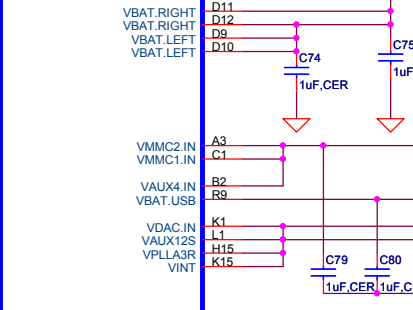 VBAT.RIGHT D11
VBAT.RIGHT D12
VBAT.LEFT D9
VBAT.LEFT D10
C74
1uF,CER
C75
1uF
VMMC2.IN A3
VMMC1.IN C1
VAUX4.IN B2
VBAT.USB R9
VDAC.IN K1
VAUX12S L1
VPLLA3R H15
VINT K15
C79
1uF,CER
C80
1uF,C